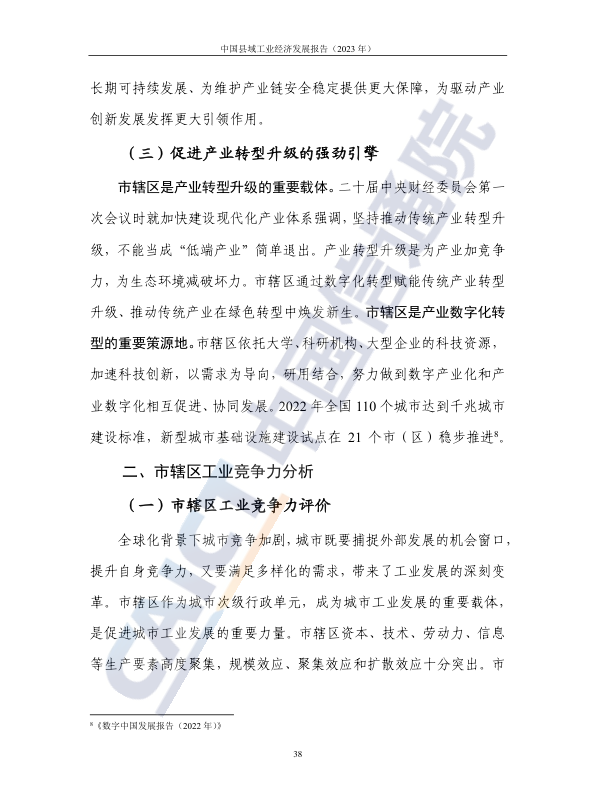 中国县域工业经济发展报告（2023 年）
长期可持续发展、为维护产业链安全稳定提供更大保障，为驱动产业
创新发展发挥更大引领作用。
（三）促进产业转型升级的强劲引擎
市辖区是产业转型升级的重要载体。二十届中央财经委员会第一
次会议时就加快建设现代化产业体系强调，坚持推动传统产业转型升
级，不能当成“低端产业”简单退出。产业转型升级是为产业加竞争
力，为生态环境减破坏力。市辖区通过数字化转型赋能传统产业转型
升级、推动传统产业在绿色转型中焕发新生。市辖区是产业数字化转
型的重要策源地。市辖区依托大学、科研机构、大型企业的科技资源，
加速科技创新，以需求为导向，研用结合，努力做到数字产业化和产
业数字化相互促进、协同发展。2022 年全国 110 个城市达到千兆城市
建设标准，新型城市基础设施建设试点在 21 个市（区）稳步推进⁸。
二、市辖区工业竞争力分析
（一）市辖区工业竞争力评价
全球化背景下城市竞争加剧，城市既要捕捉外部发展的机会窗口，
提升自身竞争力，又要满足多样化的需求，带来了工业发展的深刻变
革。市辖区作为城市次级行政单元，成为城市工业发展的重要载体，
是促进城市工业发展的重要力量。市辖区资本、技术、劳动力、信息
等生产要素高度聚集，规模效应、聚集效应和扩散效应十分突出。市
⁸《数字中国发展报告（2022 年）》
38
CAICT 中国信通院